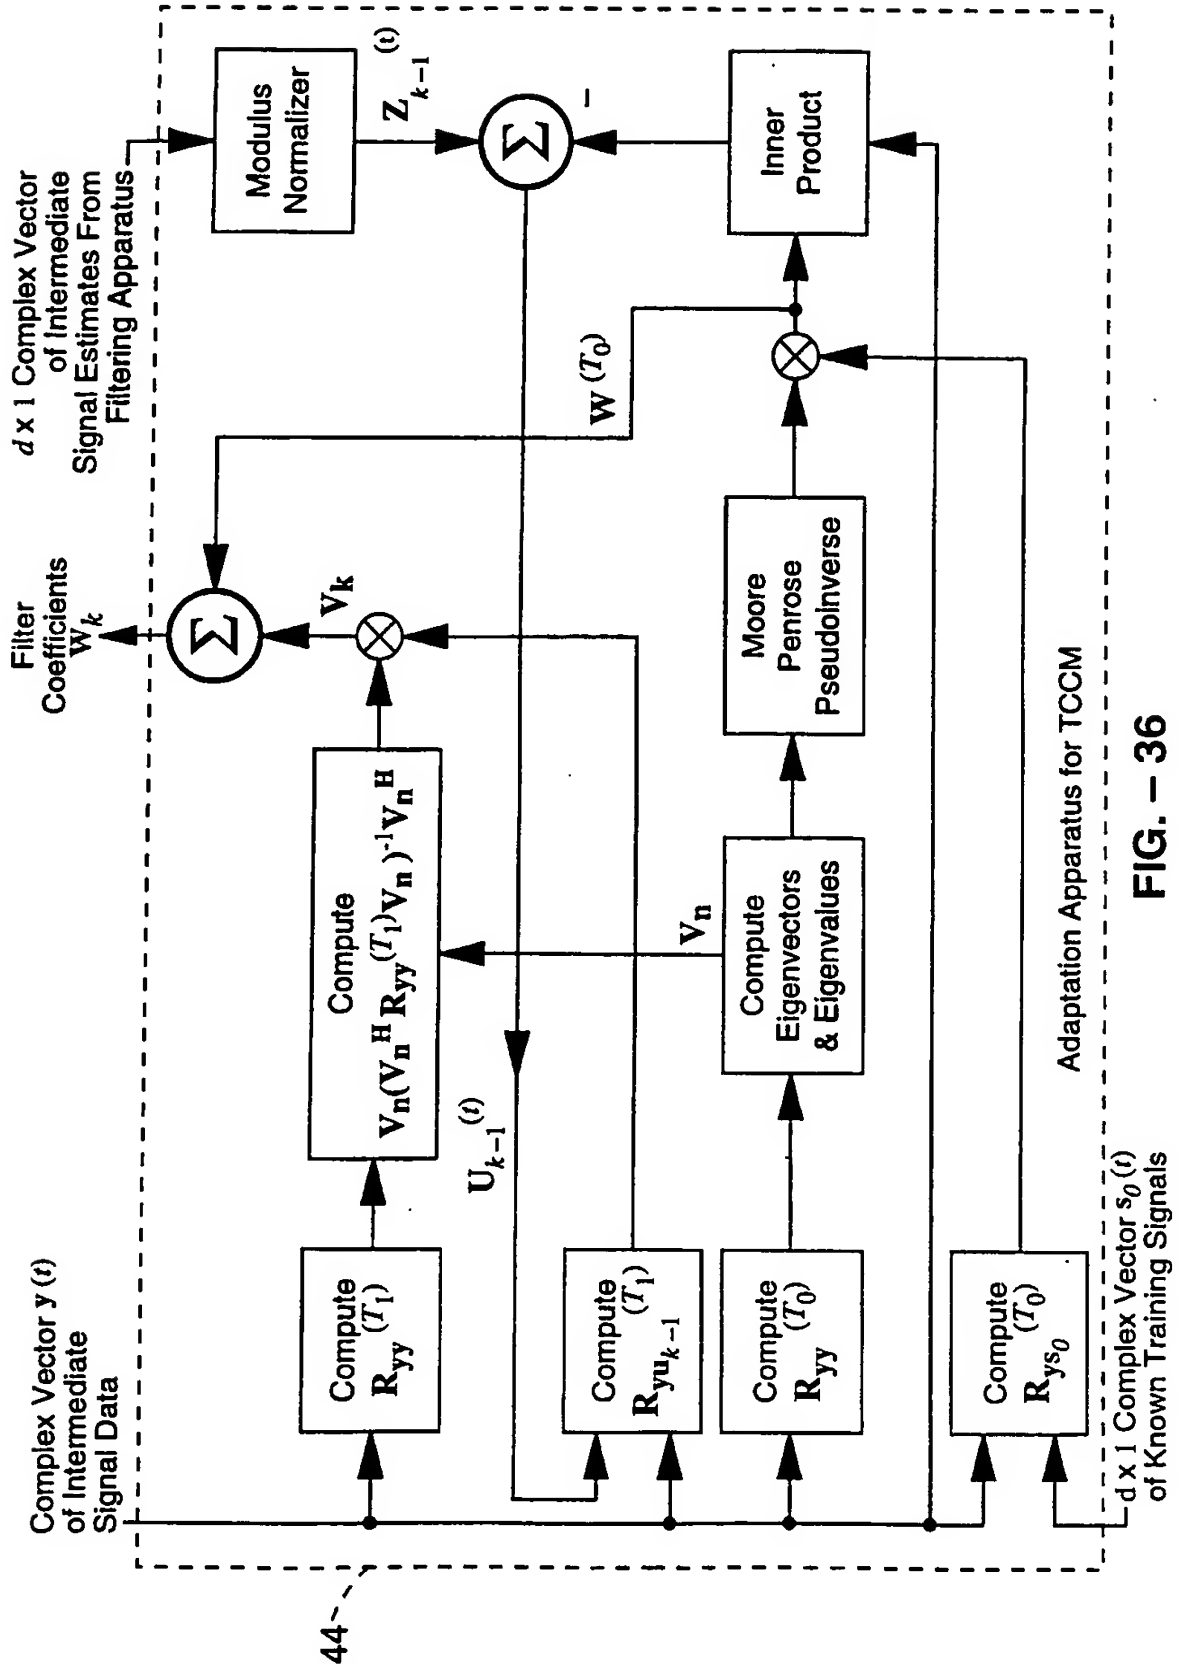 Complex Vector y (t)
of Intermediate
Signal Data
Filter
Coefficients
W_k
d x 1 Complex Vector
of Intermediate
Signal Estimates From
Filtering Apparatus
44
Compute
R_yy^(T_1)
Compute
V_n(V_n^H R_yy^(T_1) V_n)^-1 V_n^H
V_k
Σ
W^(T_0)
Modulus
Normalizer
Z_k-1^(t)
Σ
−
U_k-1^(t)
Compute
R_yu_k-1^(T_1)
Compute
R_yy^(T_0)
V_n
Compute
Eigenvectors
& Eigenvalues
Moore
Penrose
PseudoInverse
Inner
Product
Compute
R_ys_0^(T_0)
d x 1 Complex Vector s_0 (t)
of Known Training Signals
Adaptation Apparatus for TCCM
FIG. – 36